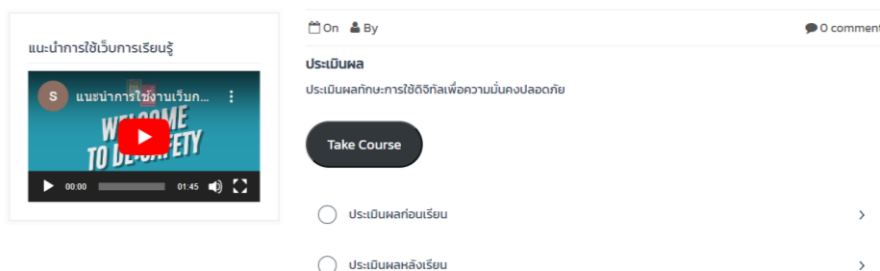 แนะนำการใช้เว็บการเรียนรู้
S แนะนำการใช้งานเว็บก...
WELCOME
TO
00:00 01:45
On By 0 comment
ประเมินผล
ประเมินผลทักษะการใช้ดิจิทัลเพื่อความมั่นคงปลอดภัย
Take Course
ประเมินผลก่อนเรียน
ประเมินผลหลังเรียน